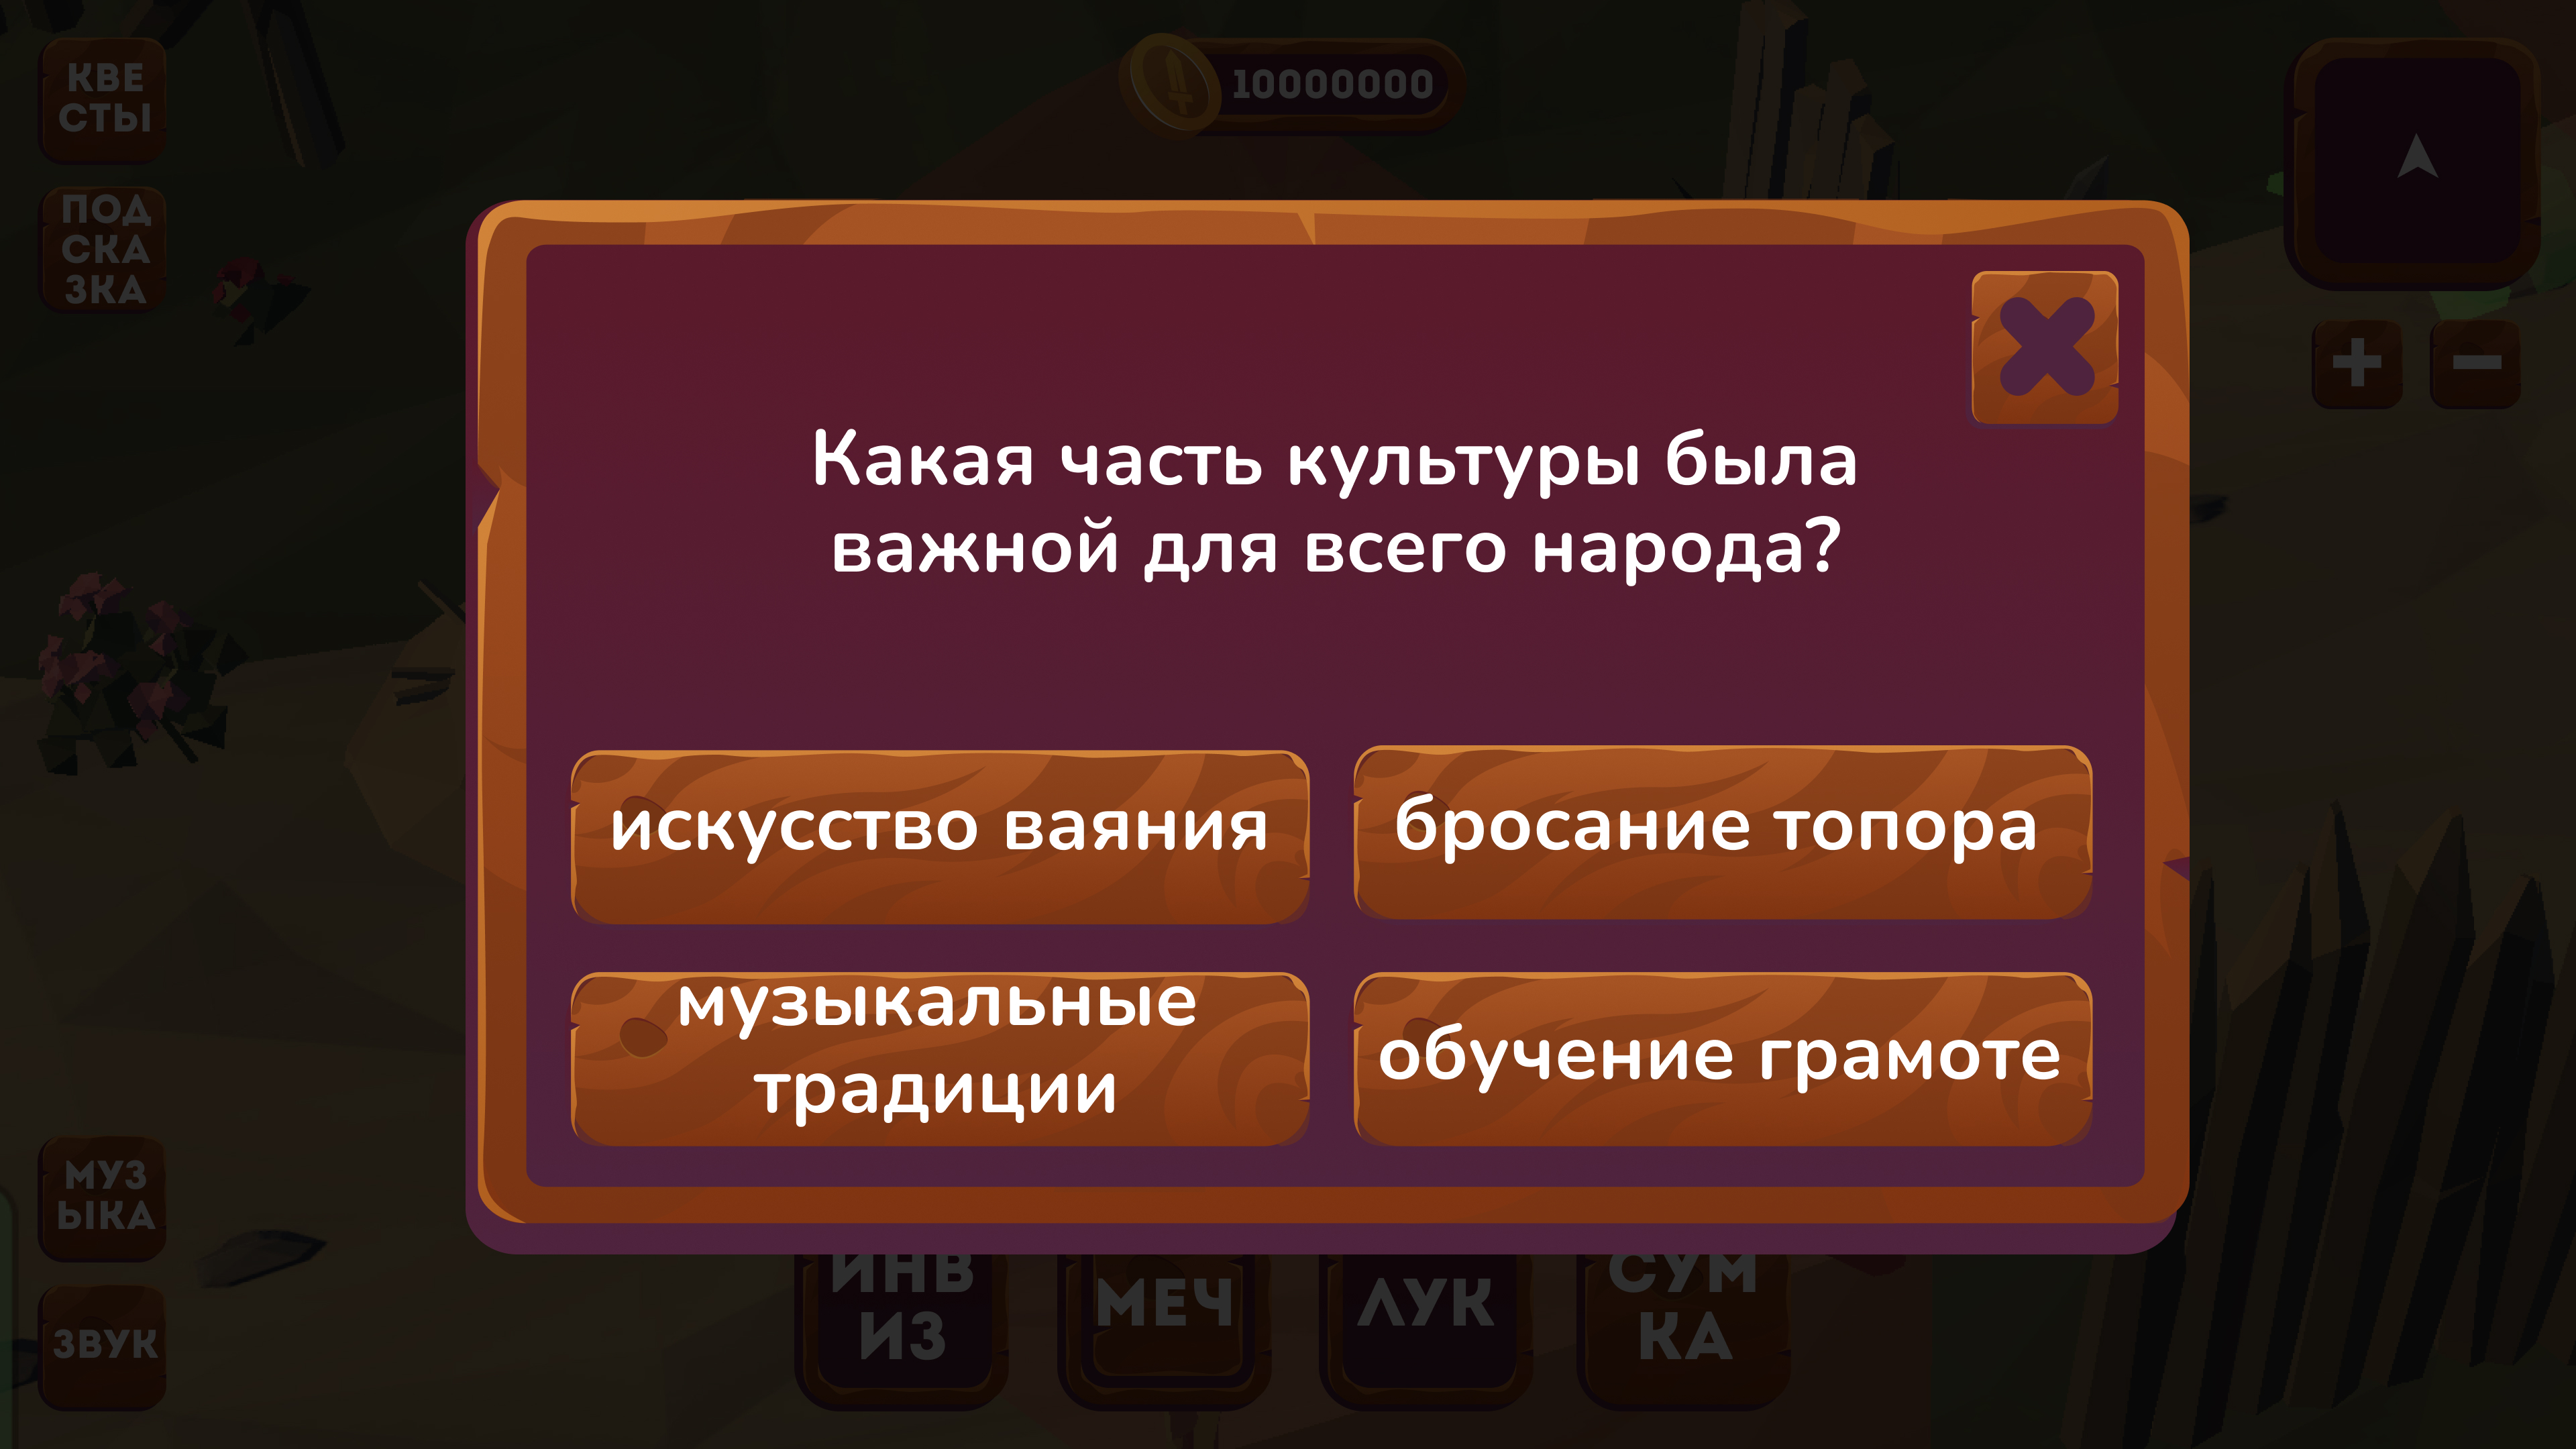 КВЕ
СТЫ
10000000
ПОД
СКА
ЗКА
Какая часть культуры была
важной для всего народа?
искусство ваяния
бросание топора
музыкальные
традиции
обучение грамоте
МУЗ
ЫКА
ЗВУК
ИНВ
ИЗ
МЕЧ
ЛУК
СУМ
КА